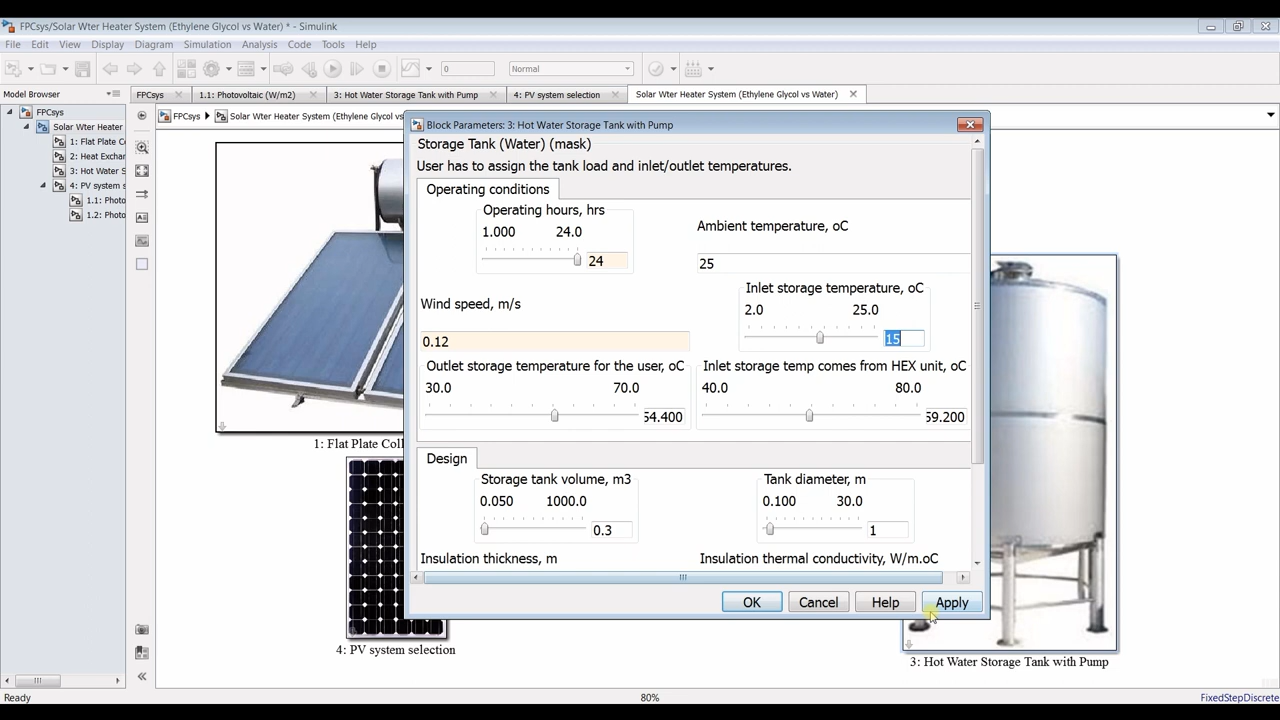 FPCsys/Solar Wter Heater System (Ethylene Glycol vs Water) * - Simulink
File Edit View Display Diagram Simulation Analysis Code Tools Help
0 Normal
Model Browser
FPCsys 1.1: Photovoltaic (W/m2) 3: Hot Water Storage Tank with Pump 4: PV system selection Solar Wter Heater System (Ethylene Glycol vs Water)
FPCsys
Solar Wter Heater
1: Flat Plate Co
2: Heat Exchar
3: Hot Water S
4: PV system s
1.1: Photo
1.2: Photo
FPCsys Solar Wter Heater System (Ethylene Glycol vs
Block Parameters: 3: Hot Water Storage Tank with Pump
Storage Tank (Water) (mask)
User has to assign the tank load and inlet/outlet temperatures.
Operating conditions
Operating hours, hrs
1.000 24.0
24
Ambient temperature, oC
25
Wind speed, m/s
0.12
Inlet storage temperature, oC
2.0 25.0
15
Outlet storage temperature for the user, oC
30.0 70.0
54.400
Inlet storage temp comes from HEX unit, oC
40.0 80.0
59.200
Design
Storage tank volume, m3
0.050 1000.0
0.3
Tank diameter, m
0.100 30.0
1
Insulation thickness, m
Insulation thermal conductivity, W/m.oC
OK Cancel Help Apply
1: Flat Plate Coll
4: PV system selection
3: Hot Water Storage Tank with Pump
Ready 80% FixedStepDiscrete